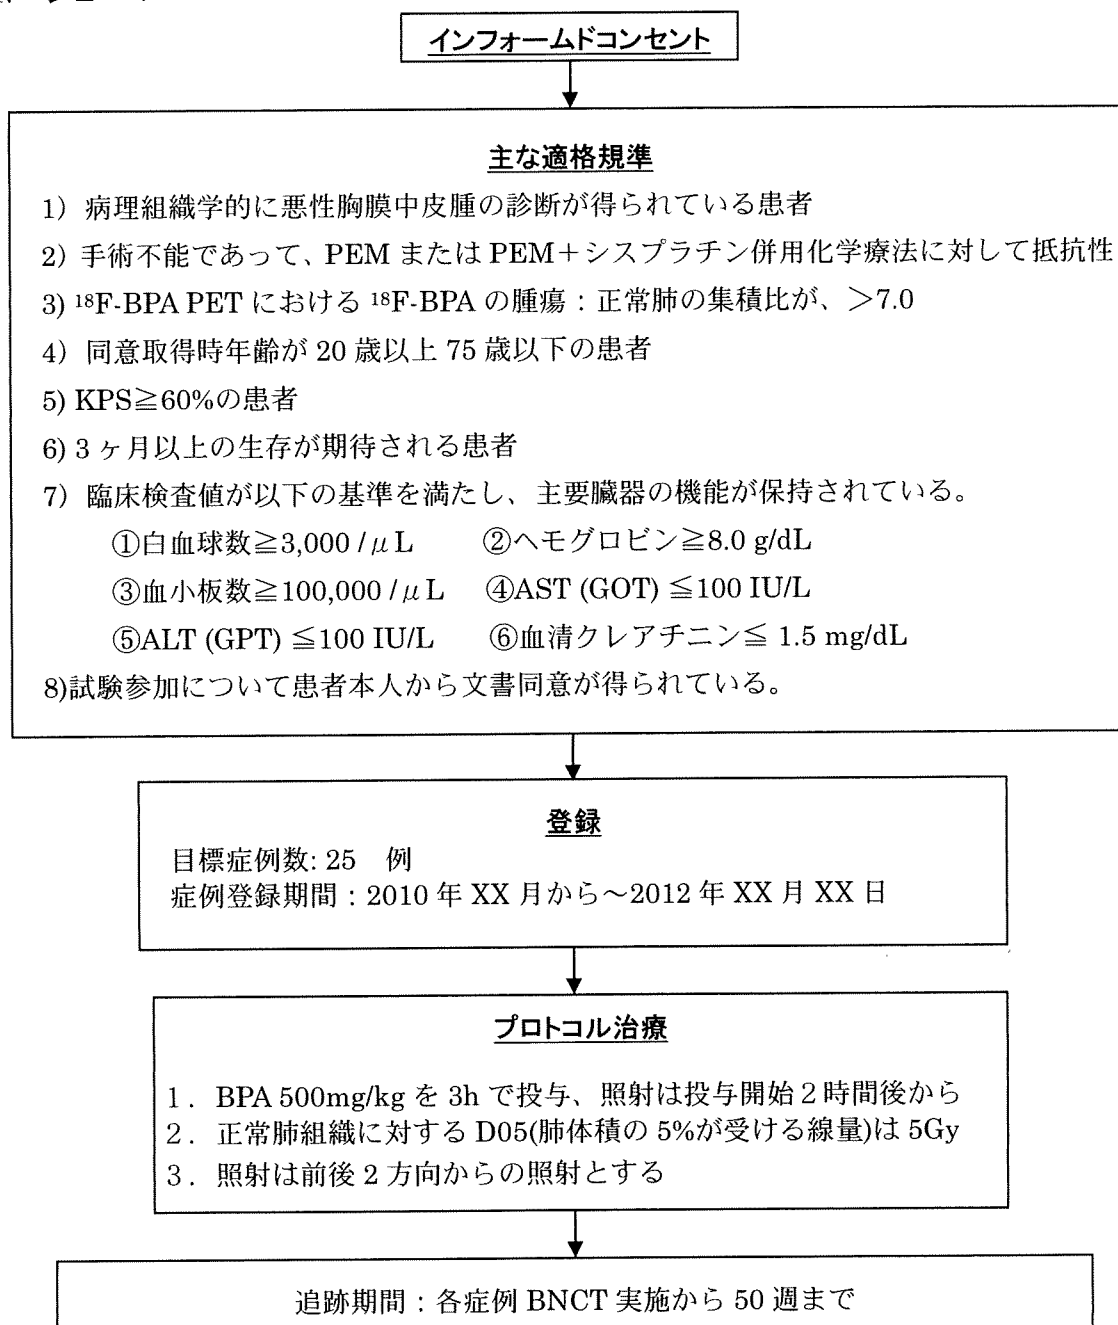 インフォームドコンセント
主な適格規準
1) 病理組織学的に悪性胸膜中皮腫の診断が得られている患者
2) 手術不能であって、PEM または PEM+シスプラチン併用化学療法に対して抵抗性
3) ¹⁸F-BPA PET における ¹⁸F-BPA の腫瘍:正常肺の集積比が、>7.0
4) 同意取得時年齢が 20 歳以上 75 歳以下の患者
5) KPS≧60%の患者
6) 3 ヶ月以上の生存が期待される患者
7) 臨床検査値が以下の基準を満たし、主要臓器の機能が保持されている。
①白血球数≧3,000 /μL ②ヘモグロビン≧8.0 g/dL
③血小板数≧100,000 /μL ④AST (GOT) ≦100 IU/L
⑤ALT (GPT) ≦100 IU/L ⑥血清クレアチニン≦ 1.5 mg/dL
8)試験参加について患者本人から文書同意が得られている。
登録
目標症例数: 25 例
症例登録期間:2010 年 XX 月から~2012 年 XX 月 XX 日
プロトコル治療
1. BPA 500mg/kg を 3h で投与、照射は投与開始2時間後から
2. 正常肺組織に対する D05(肺体積の 5%が受ける線量)は 5Gy
3. 照射は前後 2 方向からの照射とする
追跡期間:各症例 BNCT 実施から 50 週まで